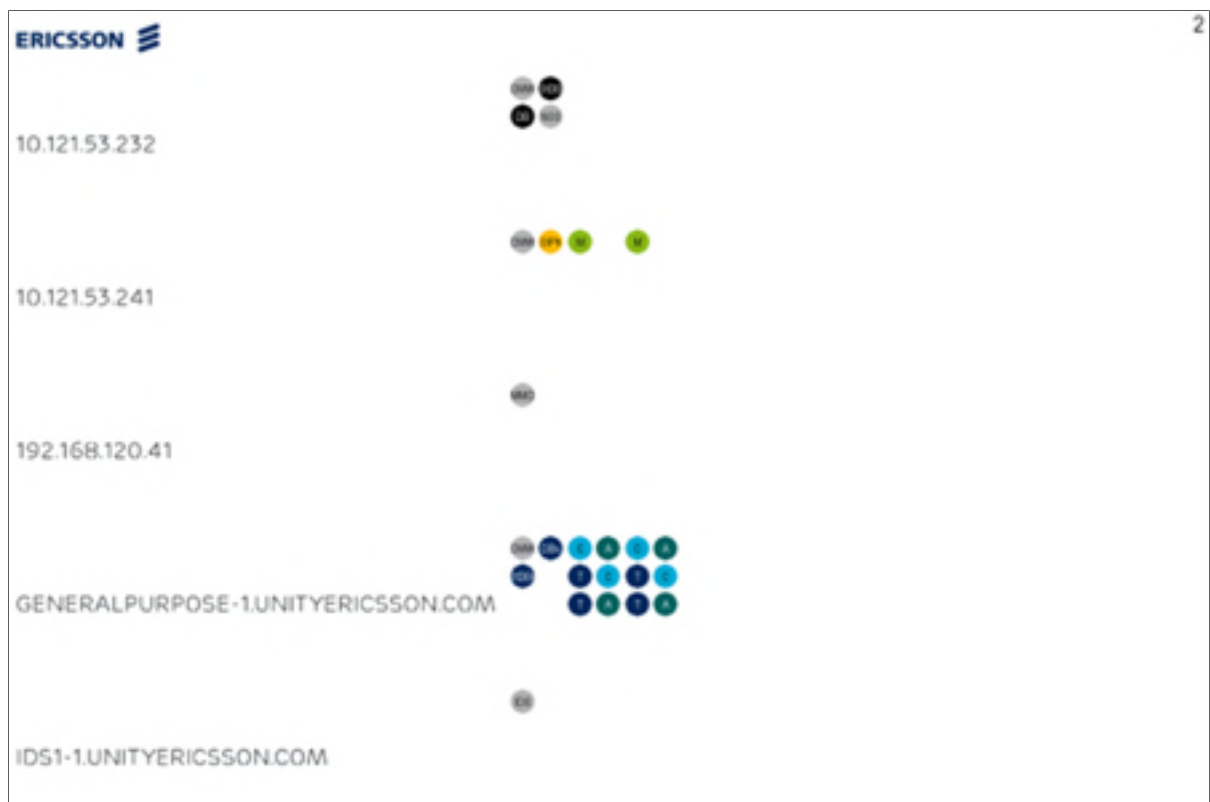 ERICSSON
2
10.121.53.232
10.121.53.241
M M
192.168.120.41
C A C A
T C T C
GENERALPURPOSE-1.UNITYERICSSON.COM
T A T A
IDS1-1.UNITYERICSSON.COM